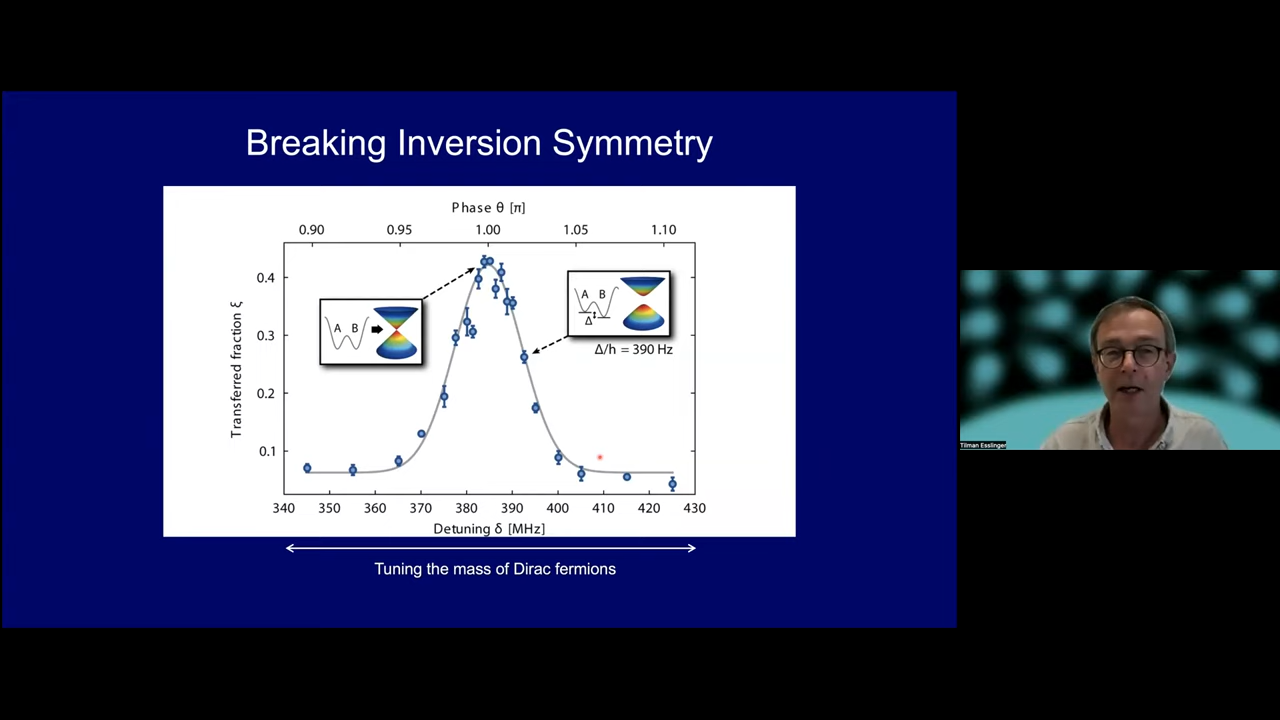 Breaking Inversion Symmetry
Phase θ [π]
0.90 0.95 1.00 1.05 1.10
Transferred fraction ξ
0.4
0.3
0.2
0.1
A B
A B
Δ
Δ/h = 390 Hz
340 350 360 370 380 390 400 410 420 430
Detuning δ [MHz]
Tuning the mass of Dirac fermions
Tilman Esslinger